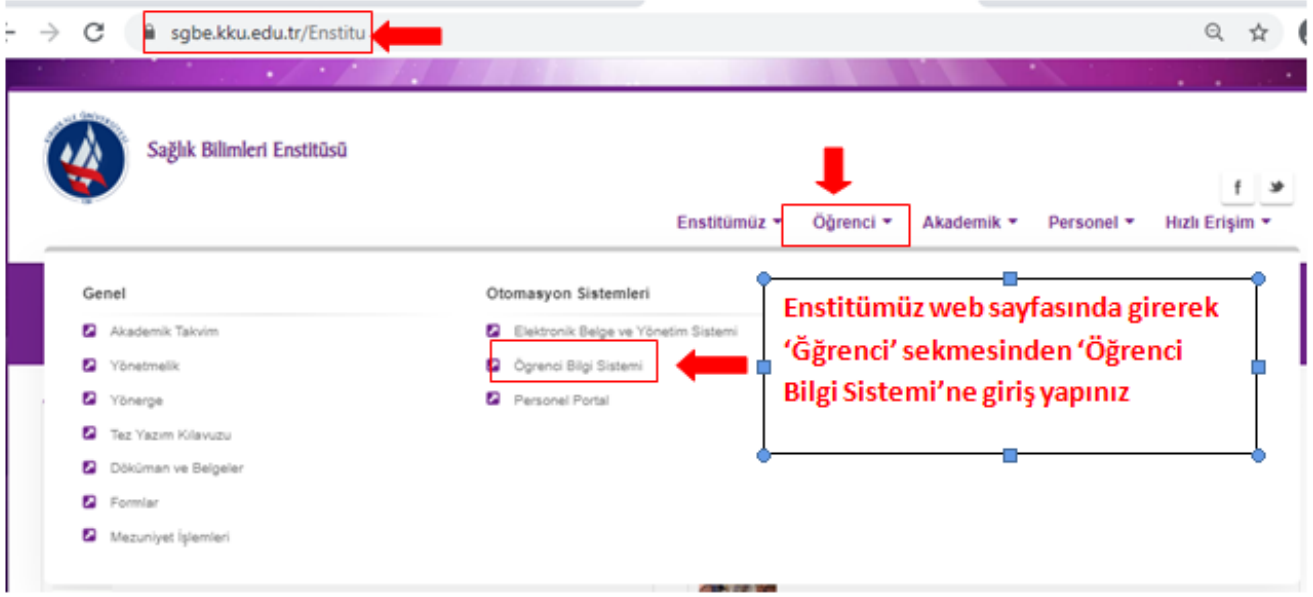 sgbe.kku.edu.tr/Enstitu
Sağlık Bilimleri Enstitüsü
Enstitümüz
Öğrenci
Akademik
Personel
Hızlı Erişim
Genel
Akademik Takvim
Yönetmelik
Yönerge
Tez Yazım Kılavuzu
Döküman ve Belgeler
Formlar
Mezuniyet İşlemleri
Otomasyon Sistemleri
Elektronik Belge ve Yönetim Sistemi
Ögrenci Bilgi Sistemi
Personel Portal
Enstitümüz web sayfasında girerek
‘Ğğrenci’ sekmesinden ‘Öğrenci
Bilgi Sistemi’ne giriş yapınız